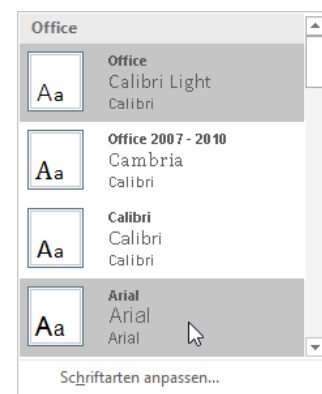 Office
Aa
Office
Calibri Light
Calibri
Aa
Office 2007 - 2010
Cambria
Calibri
Aa
Calibri
Calibri
Calibri
Aa
Arial
Arial
Arial
Schriftarten anpassen...